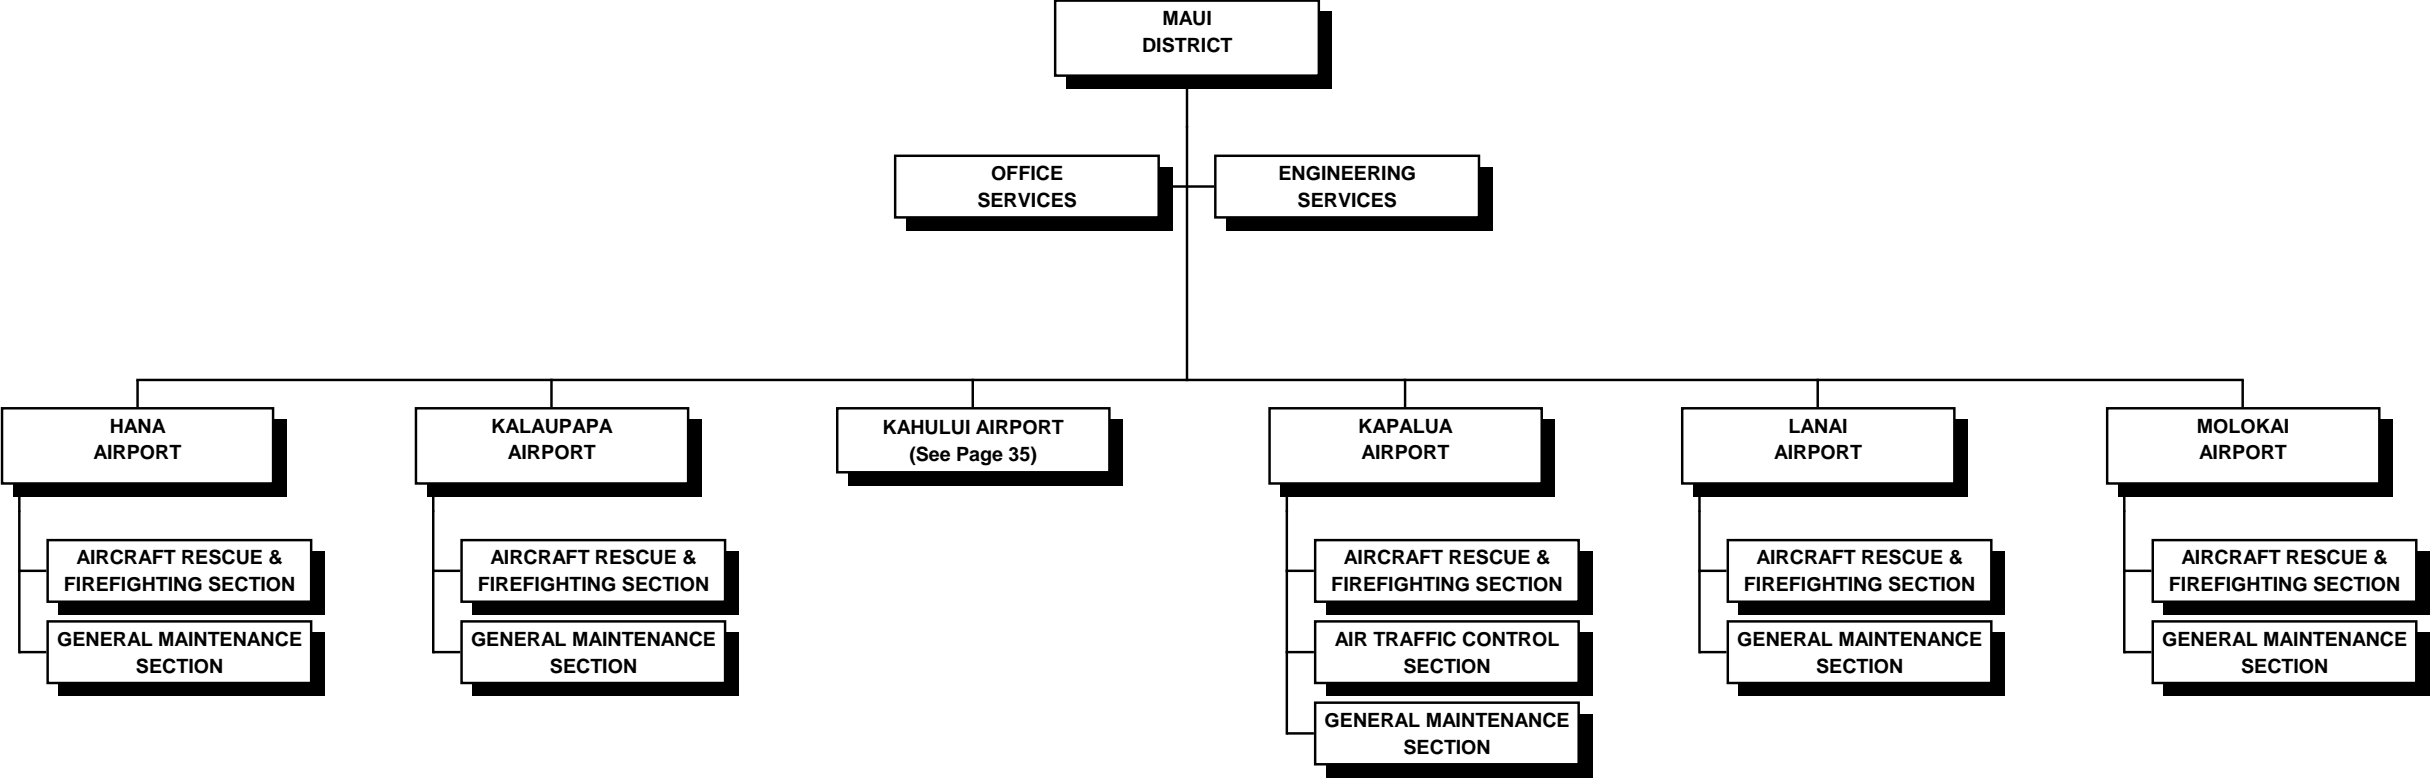 MAUI
DISTRICT
OFFICE
SERVICES
ENGINEERING
SERVICES
HANA
AIRPORT
KALAUPAPA
AIRPORT
KAHULUI AIRPORT
(See Page 35)
KAPALUA
AIRPORT
LANAI
AIRPORT
MOLOKAI
AIRPORT
AIRCRAFT RESCUE &
FIREFIGHTING SECTION
GENERAL MAINTENANCE
SECTION
AIRCRAFT RESCUE &
FIREFIGHTING SECTION
GENERAL MAINTENANCE
SECTION
AIRCRAFT RESCUE &
FIREFIGHTING SECTION
AIR TRAFFIC CONTROL
SECTION
GENERAL MAINTENANCE
SECTION
AIRCRAFT RESCUE &
FIREFIGHTING SECTION
GENERAL MAINTENANCE
SECTION
AIRCRAFT RESCUE &
FIREFIGHTING SECTION
GENERAL MAINTENANCE
SECTION